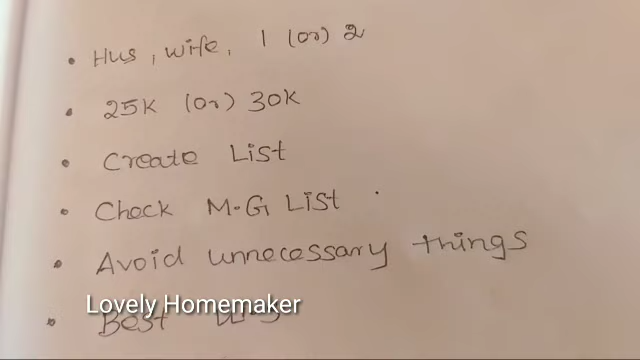 • Hus, wife, 1 (or) 2
• 25K (or) 30K
• Create List
• Check M.G List
• Avoid unnecessary things
Lovely Homemaker
• Best